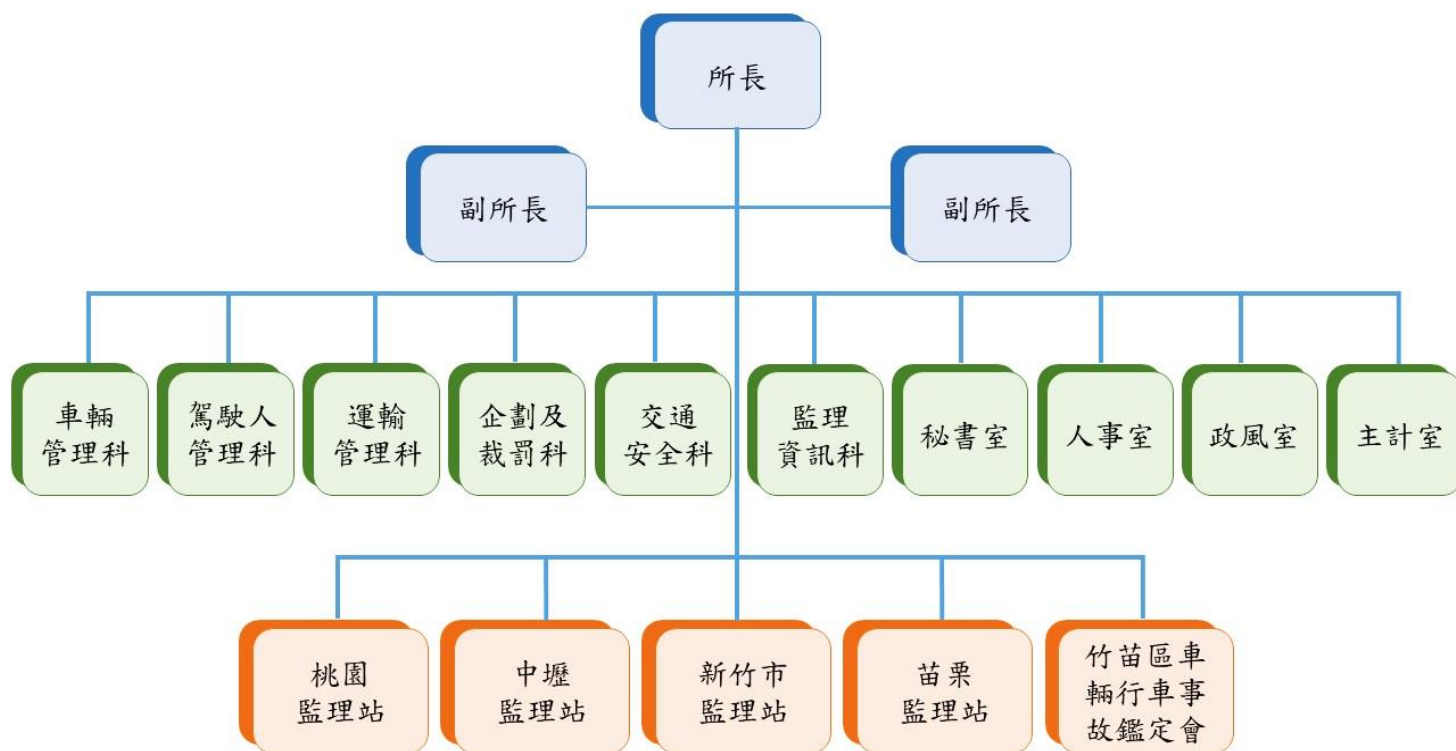 所長
副所長
副所長
車輛
管理科
駕駛人
管理科
運輸
管理科
企劃及
裁罰科
交通
安全科
監理
資訊科
秘書室
人事室
政風室
主計室
桃園
監理站
中壢
監理站
新竹市
監理站
苗栗
監理站
竹苗區車
輛行車事
故鑑定會